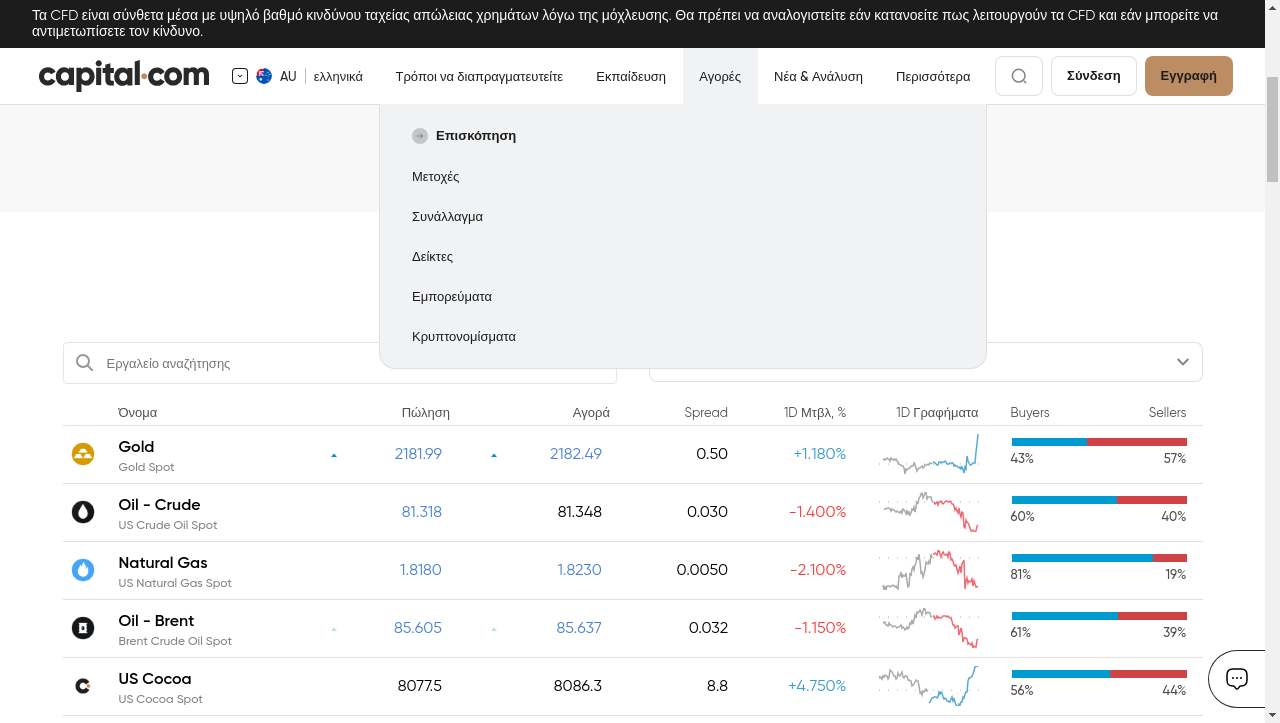 Τα CFD είναι σύνθετα μέσα με υψηλό βαθμό κινδύνου ταχείας απώλειας χρημάτων λόγω της μόχλευσης. Θα πρέπει να αναλογιστείτε εάν κατανοείτε πως λειτουργούν τα CFD και εάν μπορείτε να
αντιμετωπίσετε τον κίνδυνο.
capital.com AU ελληνικά Τρόποι να διαπραγματευτείτε Εκπαίδευση Αγορές Νέα & Ανάλυση Περισσότερα Σύνδεση Εγγραφή
Επισκόπηση
Μετοχές
Συνάλλαγμα
Δείκτες
Εμπορεύματα
Κρυπτονομίσματα
Εργαλείο αναζήτησης
Όνομα Πώληση Αγορά Spread 1D Μτβλ, % 1D Γραφήματα Buyers Sellers
Gold 2181.99 2182.49 0.50 +1.180%
Gold Spot 43% 57%
Oil - Crude 81.318 81.348 0.030 -1.400%
US Crude Oil Spot 60% 40%
Natural Gas 1.8180 1.8230 0.0050 -2.100%
US Natural Gas Spot 81% 19%
Oil - Brent 85.605 85.637 0.032 -1.150%
Brent Crude Oil Spot 61% 39%
US Cocoa 8077.5 8086.3 8.8 +4.750%
US Cocoa Spot 56% 44%